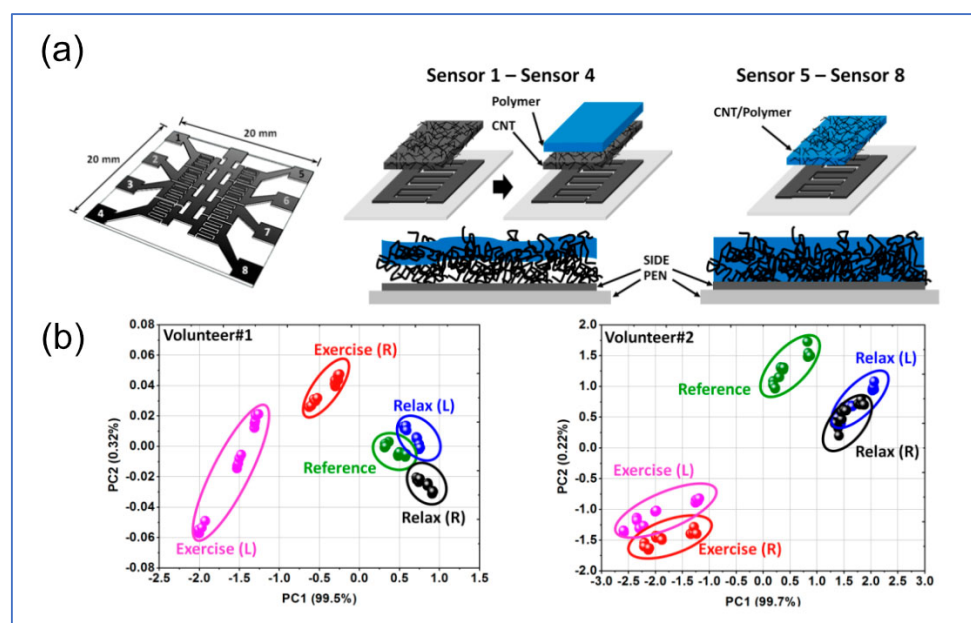 (a)
Sensor 1 – Sensor 4
Sensor 5 – Sensor 8
Polymer
CNT
CNT/Polymer
20 mm
20 mm
1
2
3
4
5
6
7
8
SIDE
PEN
(b)
Volunteer#1
Exercise (R)
Relax (L)
Reference
Relax (R)
Exercise (L)
0.08
0.06
0.04
0.02
0.00
-0.02
-0.04
-0.06
-0.08
PC2 (0.32%)
-2.5 -2.0 -1.5 -1.0 -0.5 0.0 0.5 1.0 1.5
PC1 (99.5%)
Volunteer#2
Relax (L)
Reference
Relax (R)
Exercise (L)
Exercise (R)
2.0
1.5
1.0
0.5
0.0
-0.5
-1.0
-1.5
-2.0
PC2 (0.22%)
-3.0 -2.5 -2.0 -1.5 -1.0 -0.5 0.0 0.5 1.0 1.5 2.0 2.5 3.0
PC1 (99.7%)